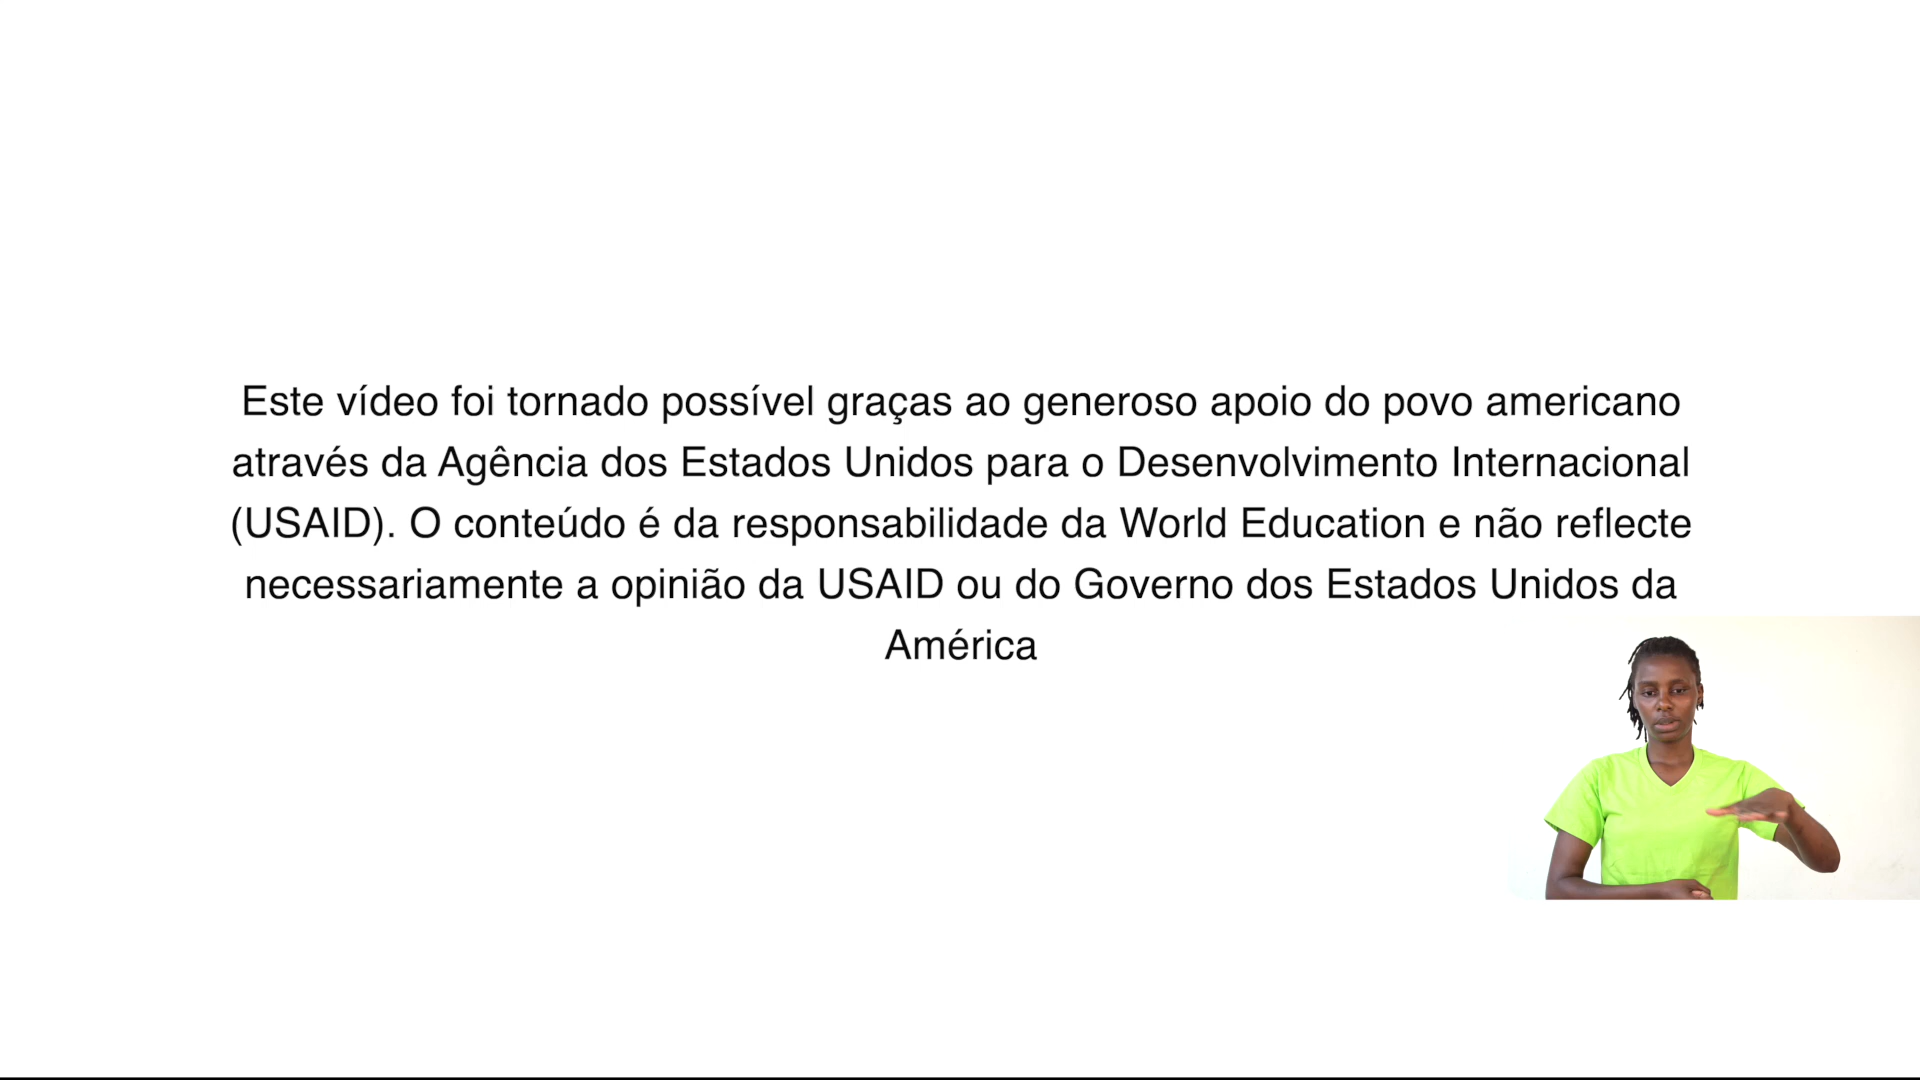 Este vídeo foi tornado possível graças ao generoso apoio do povo americano
através da Agência dos Estados Unidos para o Desenvolvimento Internacional
(USAID). O conteúdo é da responsabilidade da World Education e não reflecte
necessariamente a opinião da USAID ou do Governo dos Estados Unidos da
América